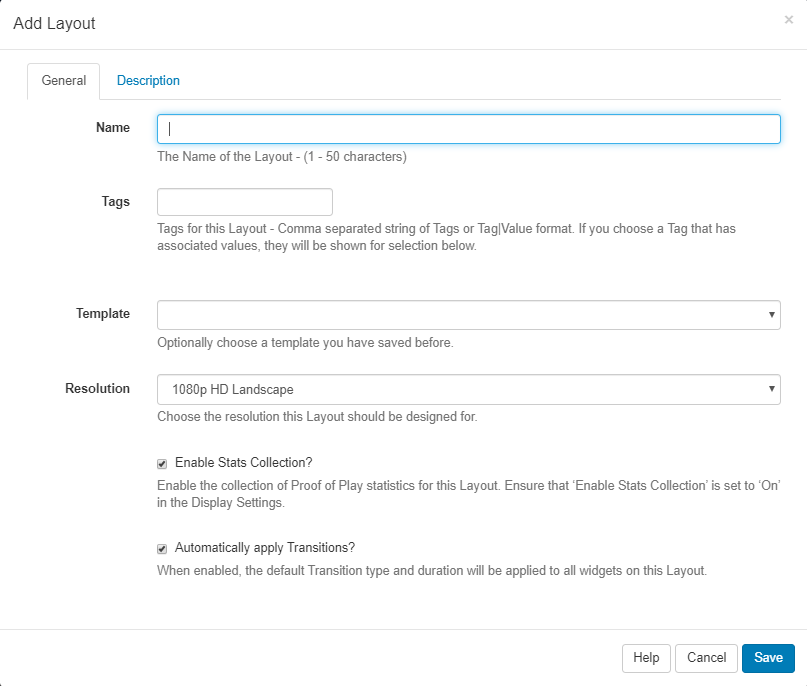 Add Layout
×
General
Description
Name
The Name of the Layout - (1 - 50 characters)
Tags
Tags for this Layout - Comma separated string of Tags or Tag|Value format. If you choose a Tag that has
associated values, they will be shown for selection below.
Template
Optionally choose a template you have saved before.
Resolution
1080p HD Landscape
Choose the resolution this Layout should be designed for.
Enable Stats Collection?
Enable the collection of Proof of Play statistics for this Layout. Ensure that ‘Enable Stats Collection’ is set to ‘On’
in the Display Settings.
Automatically apply Transitions?
When enabled, the default Transition type and duration will be applied to all widgets on this Layout.
Help
Cancel
Save